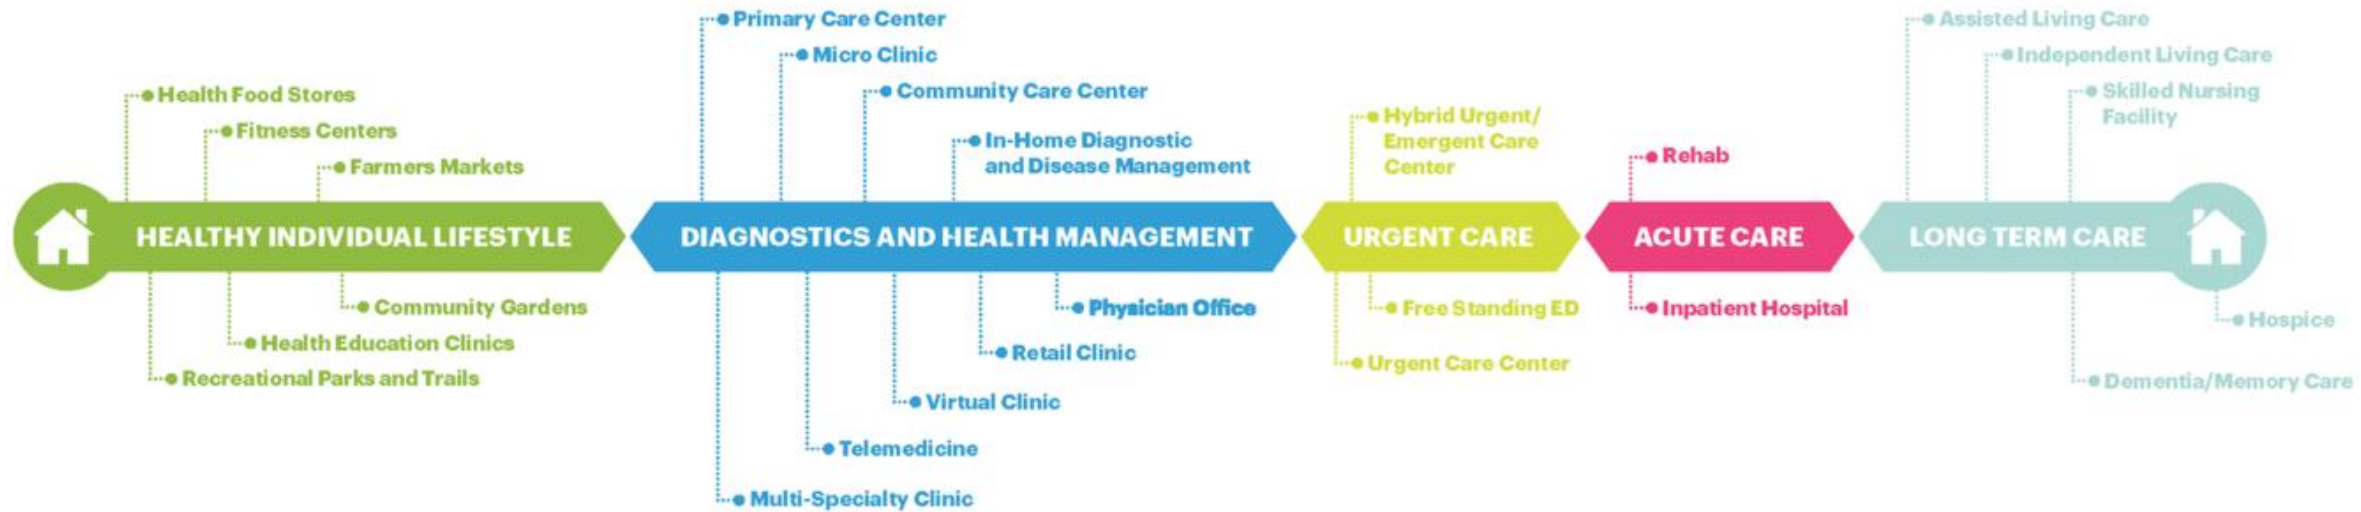 Health Food Stores
Fitness Centers
Farmers Markets
HEALTHY INDIVIDUAL LIFESTYLE
Community Gardens
Health Education Clinics
Recreational Parks and Trails
Primary Care Center
Micro Clinic
Community Care Center
In-Home Diagnostic
and Disease Management
DIAGNOSTICS AND HEALTH MANAGEMENT
Physician Office
Retail Clinic
Virtual Clinic
Telemedicine
Multi-Specialty Clinic
Hybrid Urgent/
Emergent Care
Center
URGENT CARE
Free Standing ED
Urgent Care Center
Rehab
ACUTE CARE
Inpatient Hospital
Assisted Living Care
Independent Living Care
Skilled Nursing
Facility
LONG TERM CARE
Hospice
Dementia/Memory Care